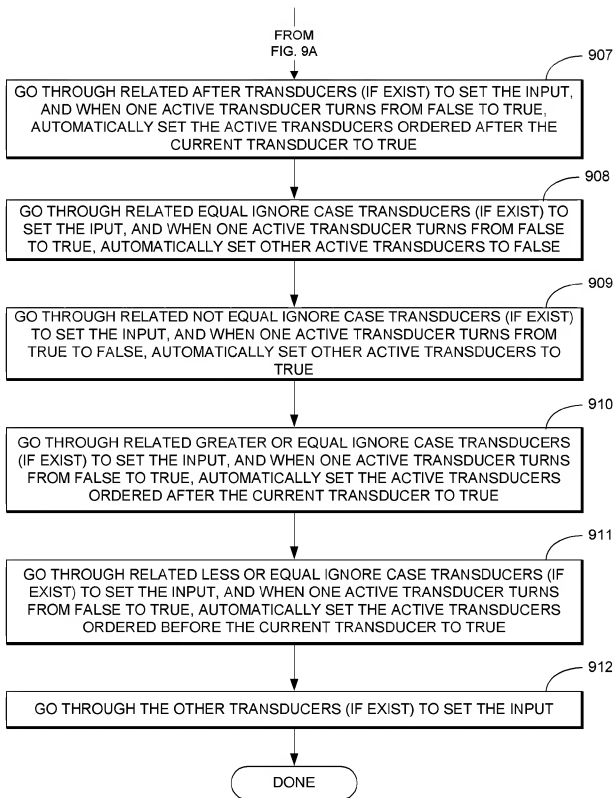 FROM
FIG. 9A
907
GO THROUGH RELATED AFTER TRANSDUCERS (IF EXIST) TO SET THE INPUT,
AND WHEN ONE ACTIVE TRANSDUCER TURNS FROM FALSE TO TRUE,
AUTOMATICALLY SET THE ACTIVE TRANSDUCERS ORDERED AFTER THE
CURRENT TRANSDUCER TO TRUE
908
GO THROUGH RELATED EQUAL IGNORE CASE TRANSDUCERS (IF EXIST) TO
SET THE IPUT, AND WHEN ONE ACTIVE TRANSDUCER TURNS FROM FALSE
TO TRUE, AUTOMATICALLY SET OTHER ACTIVE TRANSDUCERS TO FALSE
909
GO THROUGH RELATED NOT EQUAL IGNORE CASE TRANSDUCERS (IF EXIST)
TO SET THE INPUT, AND WHEN ONE ACTIVE TRANSDUCER TURNS FROM
TRUE TO FALSE, AUTOMATICALLY SET OTHER ACTIVE TRANSDUCERS TO
TRUE
910
GO THROUGH RELATED GREATER OR EQUAL IGNORE CASE TRANSDUCERS
(IF EXIST) TO SET THE INPUT, AND WHEN ONE ACTIVE TRANSDUCER TURNS
FROM FALSE TO TRUE, AUTOMATICALLY SET THE ACTIVE TRANSDUCERS
ORDERED AFTER THE CURRENT TRANSDUCER TO TRUE
911
GO THROUGH RELATED LESS OR EQUAL IGNORE CASE TRANSDUCERS (IF
EXIST) TO SET THE INPUT, AND WHEN ONE ACTIVE TRANSDUCER TURNS
FROM FALSE TO TRUE, AUTOMATICALLY SET THE ACTIVE TRANSDUCERS
ORDERED BEFORE THE CURRENT TRANSDUCER TO TRUE
912
GO THROUGH THE OTHER TRANSDUCERS (IF EXIST) TO SET THE INPUT
DONE